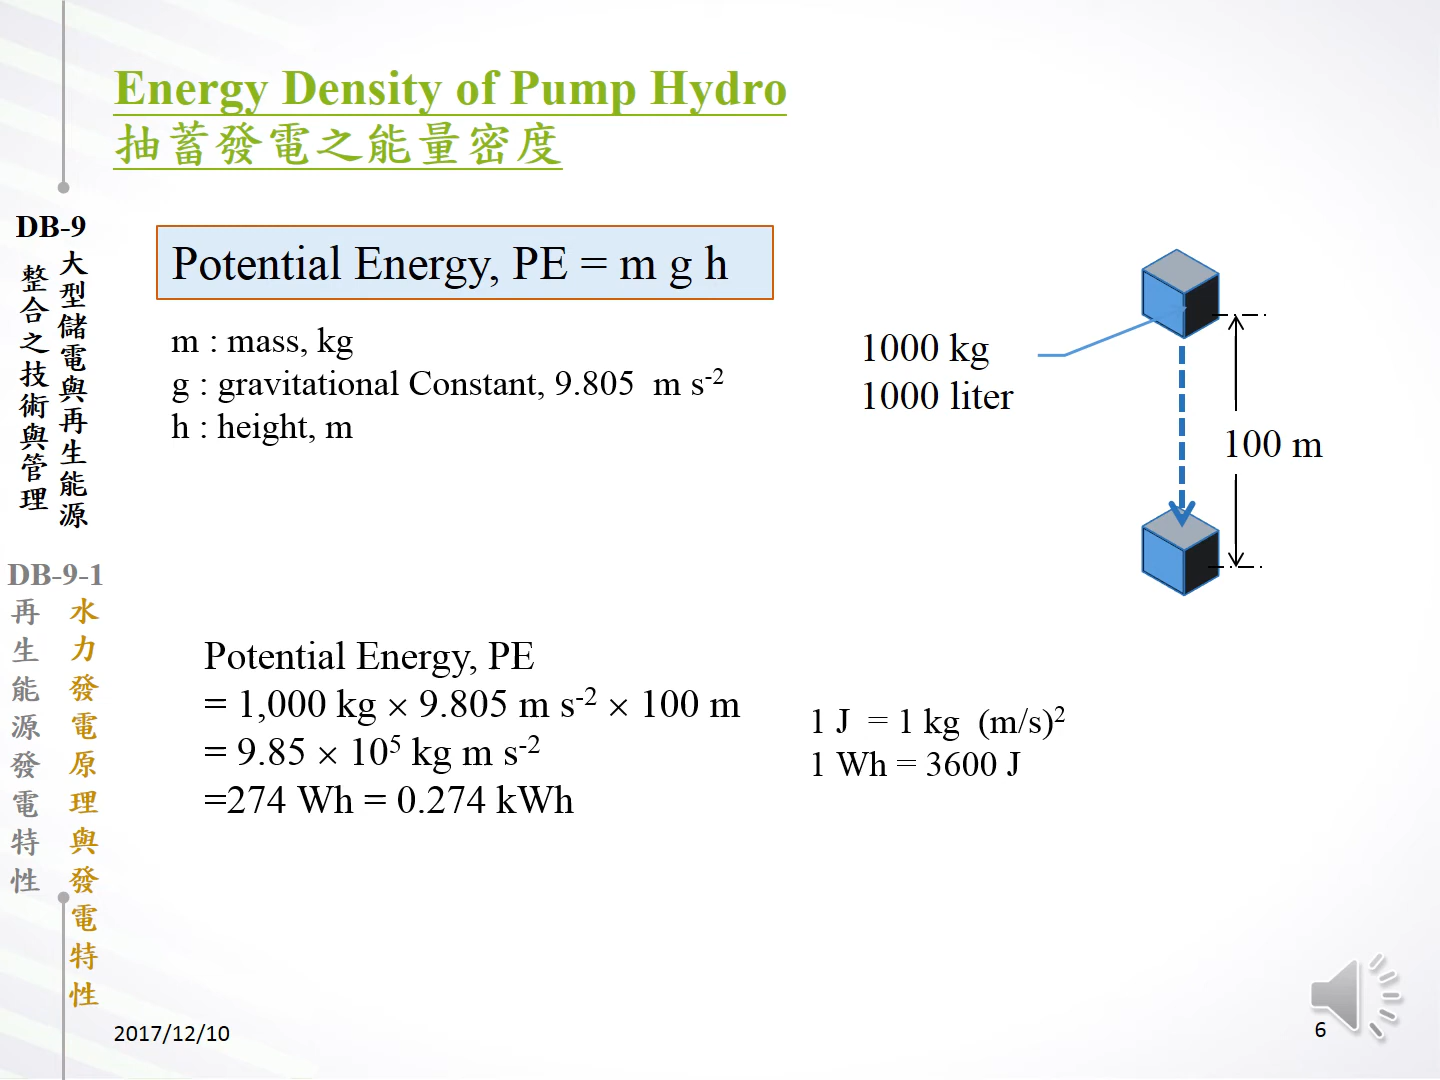 Energy Density of Pump Hydro
抽蓄發電之能量密度
DB-9
大型儲電與再生能源
整合之技術與管理
DB-9-1
再生能源發電特性
水力發電原理與發電特性
Potential Energy, PE = m g h
m : mass, kg
g : gravitational Constant, 9.805 m s⁻²
h : height, m
1000 kg
1000 liter
100 m
Potential Energy, PE
= 1,000 kg × 9.805 m s⁻² × 100 m
= 9.85 × 10⁵ kg m s⁻²
=274 Wh = 0.274 kWh
1 J = 1 kg (m/s)²
1 Wh = 3600 J
2017/12/10
6